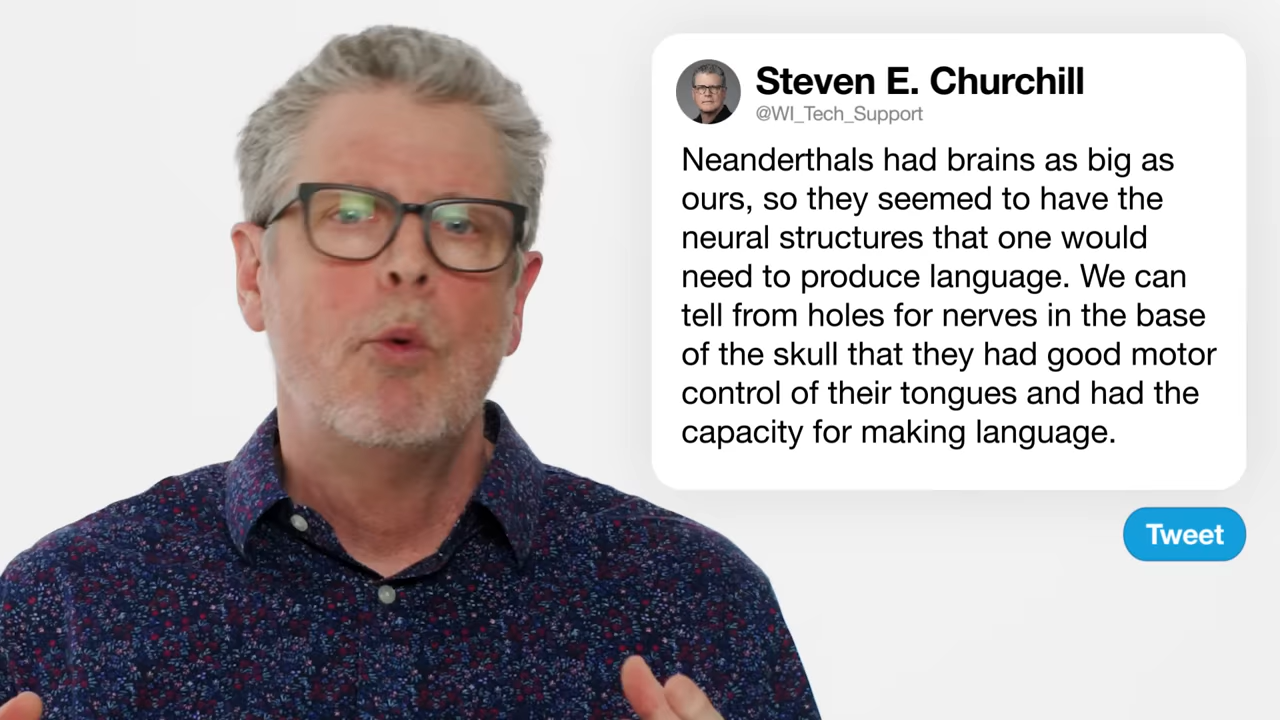 Steven E. Churchill
@WI_Tech_Support
Neanderthals had brains as big as
ours, so they seemed to have the
neural structures that one would
need to produce language. We can
tell from holes for nerves in the base
of the skull that they had good motor
control of their tongues and had the
capacity for making language.
Tweet